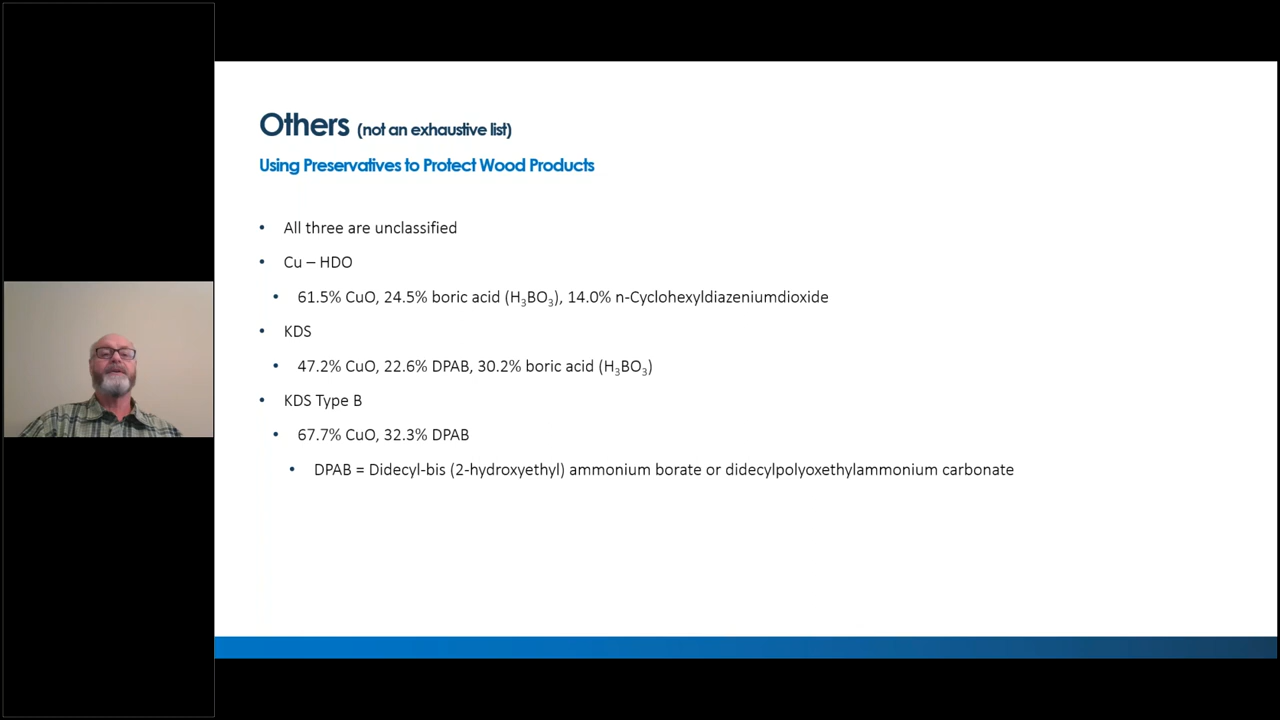 Others (not an exhaustive list)
Using Preservatives to Protect Wood Products
• All three are unclassified
• Cu – HDO
• 61.5% CuO, 24.5% boric acid (H₃BO₃), 14.0% n-Cyclohexyldiazeniumdioxide
• KDS
• 47.2% CuO, 22.6% DPAB, 30.2% boric acid (H₃BO₃)
• KDS Type B
• 67.7% CuO, 32.3% DPAB
• DPAB = Didecyl-bis (2-hydroxyethyl) ammonium borate or didecylpolyoxethylammonium carbonate